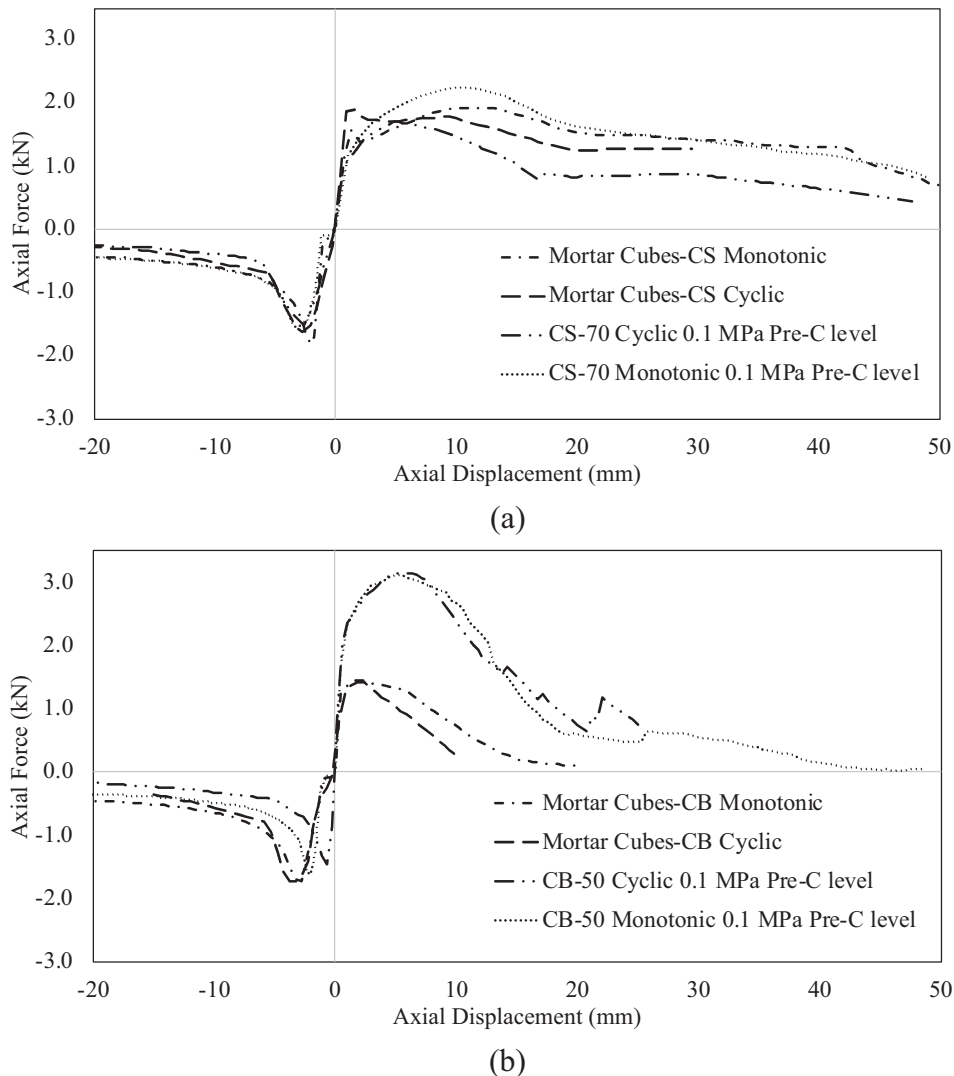 3.0
2.0
1.0
0.0
-1.0
-2.0
-3.0
Axial Force (kN)
Mortar Cubes-CS Monotonic
Mortar Cubes-CS Cyclic
CS-70 Cyclic 0.1 MPa Pre-C level
CS-70 Monotonic 0.1 MPa Pre-C level
-20 -10 0 10 20 30 40 50
Axial Displacement (mm)
(a)
3.0
2.0
1.0
0.0
-1.0
-2.0
-3.0
Axial Force (kN)
Mortar Cubes-CB Monotonic
Mortar Cubes-CB Cyclic
CB-50 Cyclic 0.1 MPa Pre-C level
CB-50 Monotonic 0.1 MPa Pre-C level
-20 -10 0 10 20 30 40 50
Axial Displacement (mm)
(b)